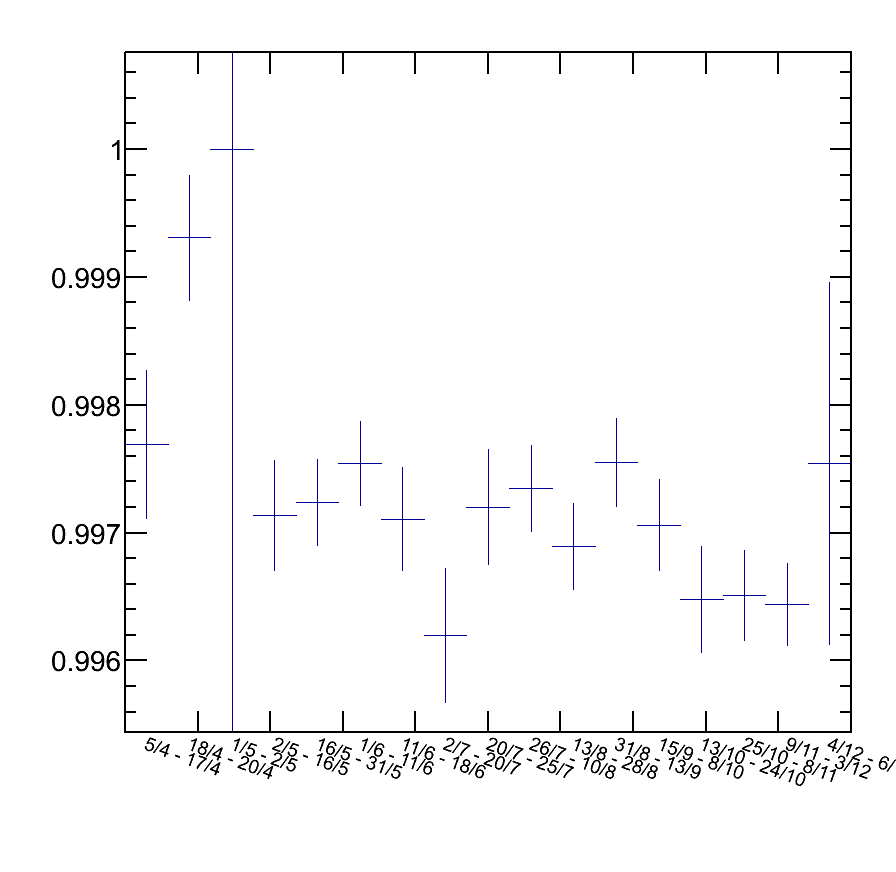 1
0.999
0.998
0.997
0.996
5/4 - 17/4
18/4 - 20/4
1/5 - 2/5
2/5 - 16/5
16/5 - 31/5
1/6 - 11/6
11/6 - 18/6
2/7 - 20/7
20/7 - 25/7
26/7 - 10/8
13/8 - 28/8
31/8 - 13/9
15/9 - 8/10
13/10 - 24/10
25/10 - 8/11
9/11 - 3/12
4/12 - 6/